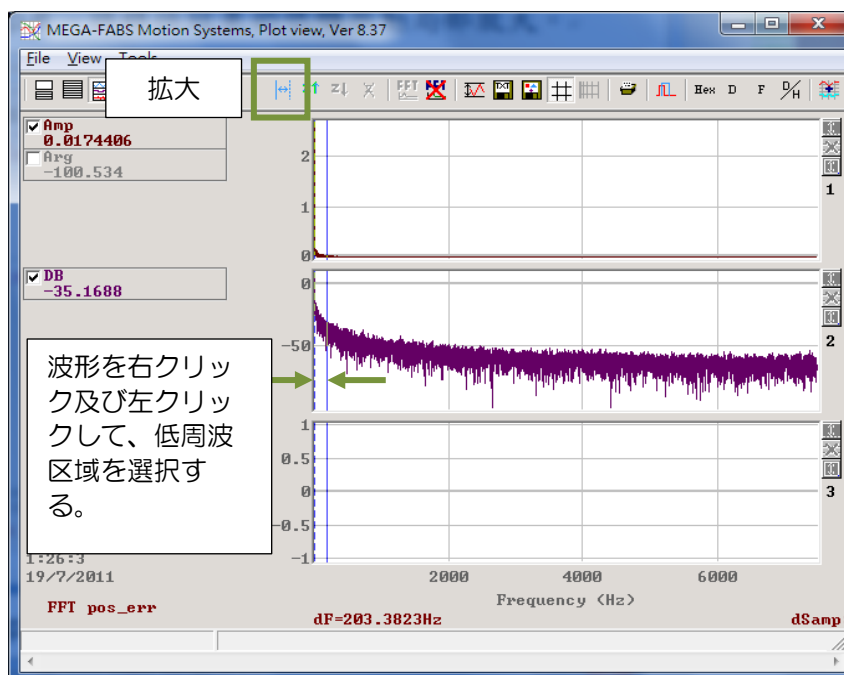 MEGA-FABS Motion Systems, Plot view, Ver 8.37
File View Tools
拡大
FFT
TXT
Hex D F D/H
Amp
0.0174406
Arg
-100.534
2
1
0
1
DB
-35.1688
0
-50
2
波形を右クリッ
ク及び左クリッ
クして、低周波
区域を選択す
る。
1
0.5
0
-0.5
-1
3
1:26:3
19/7/2011
2000 4000 6000
Frequency (Hz)
FFT pos_err
dF=203.3823Hz
dSamp